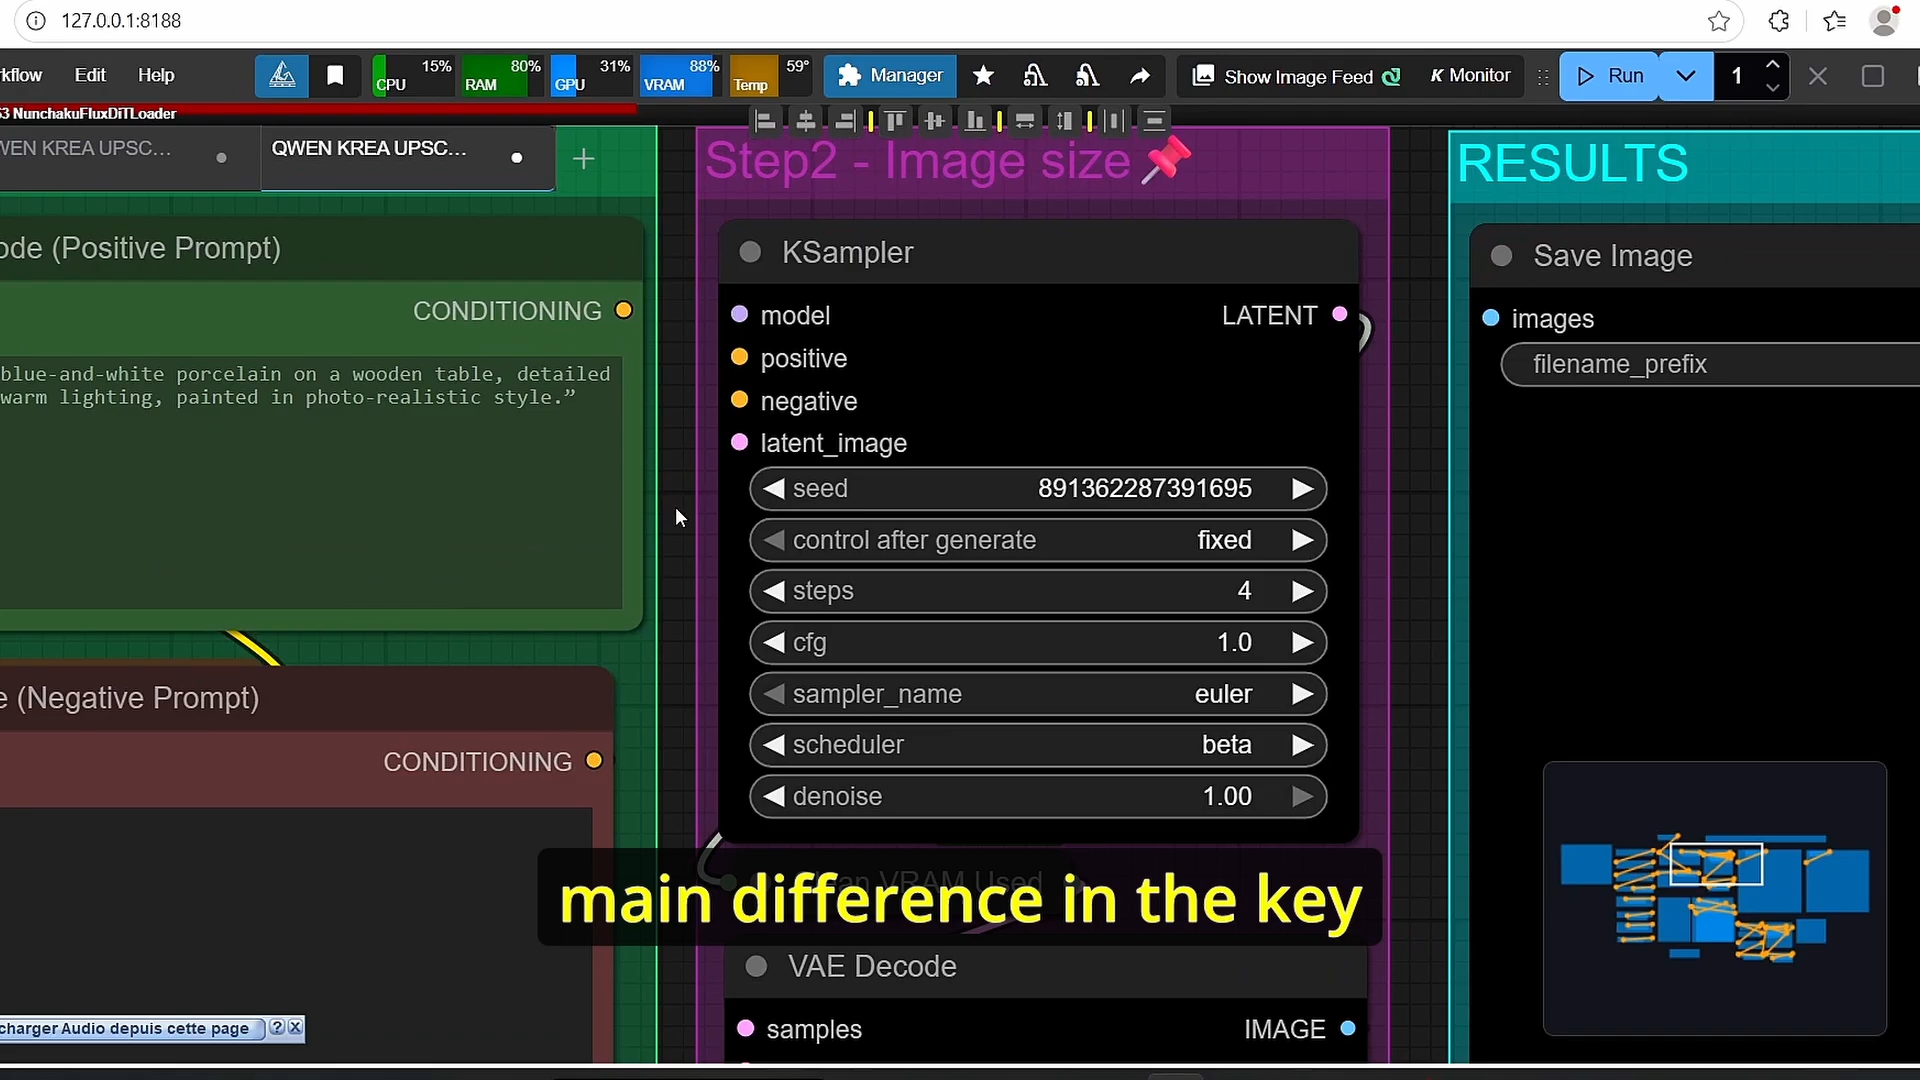 127.0.0.1:8188
rkflow
Edit
Help
CPU
15%
RAM
80%
GPU
31%
VRAM
88%
Temp
59°
Manager
Show Image Feed
K Monitor
Run
1
53 NunchakuFluxDiTLoader
WEN KREA UPSC...
QWEN KREA UPSC...
ode (Positive Prompt)
CONDITIONING
blue-and-white porcelain on a wooden table, detailed
warm lighting, painted in photo-realistic style.”
e (Negative Prompt)
CONDITIONING
charger Audio depuis cette page
?
Step2 - Image size
KSampler
model
LATENT
positive
negative
latent_image
seed
891362287391695
control after generate
fixed
steps
4
cfg
1.0
sampler_name
euler
scheduler
beta
denoise
1.00
VRAM Used
main difference in the key
VAE Decode
samples
IMAGE
RESULTS
Save Image
images
filename_prefix